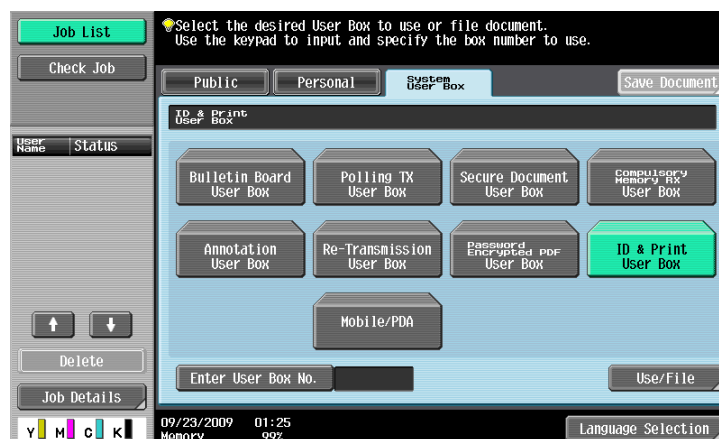 Job List
Check Job
User Name
Status
Delete
Job Details
Y M C K
Select the desired User Box to use or file document.
Use the keypad to input and specify the box number to use.
Public
Personal
System User Box
Save Document
ID & Print
User Box
Bulletin Board
User Box
Polling TX
User Box
Secure Document
User Box
Compulsory
Memory RX
User Box
Annotation
User Box
Re-Transmission
User Box
Password
Encrypted PDF
User Box
ID & Print
User Box
Mobile/PDA
Enter User Box No.
Use/File
09/23/2009 01:25
Memory 99%
Language Selection